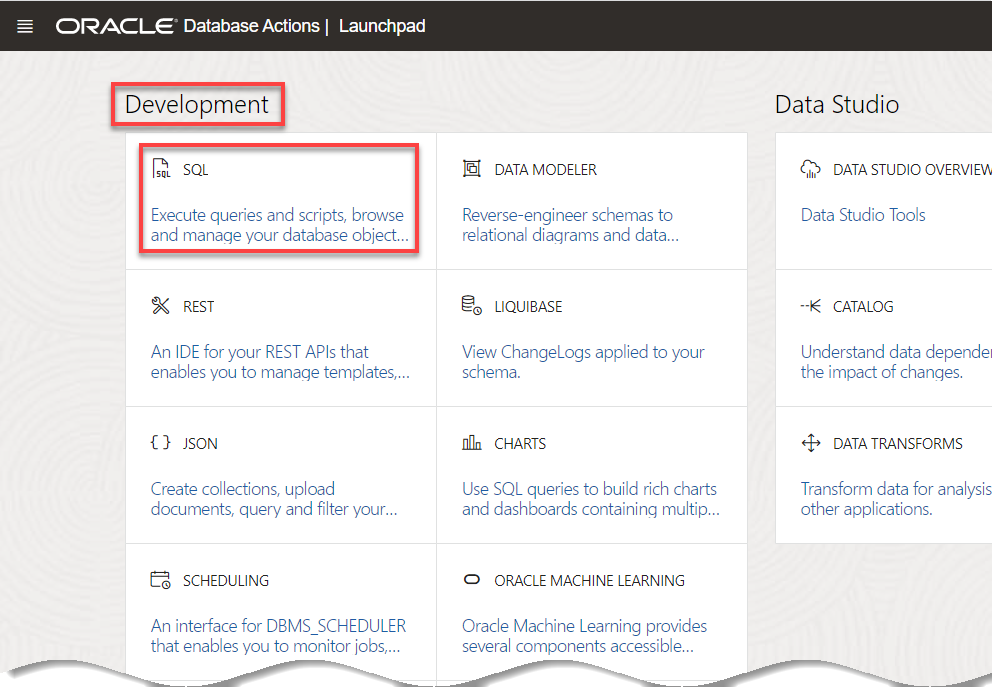 ORACLE® Database Actions | Launchpad
Development
SQL
Execute queries and scripts, browse
and manage your database object...
DATA MODELER
Reverse-engineer schemas to
relational diagrams and data...
REST
An IDE for your REST APIs that
enables you to manage templates,...
LIQUIBASE
View ChangeLogs applied to your
schema.
{ } JSON
Create collections, upload
documents, query and filter your...
CHARTS
Use SQL queries to build rich charts
and dashboards containing multip...
SCHEDULING
An interface for DBMS_SCHEDULER
that enables you to monitor jobs,...
ORACLE MACHINE LEARNING
Oracle Machine Learning provides
several components accessible...
Data Studio
DATA STUDIO OVERVIEW
Data Studio Tools
CATALOG
Understand data depende
the impact of changes.
DATA TRANSFORMS
Transform data for analysis
other applications.